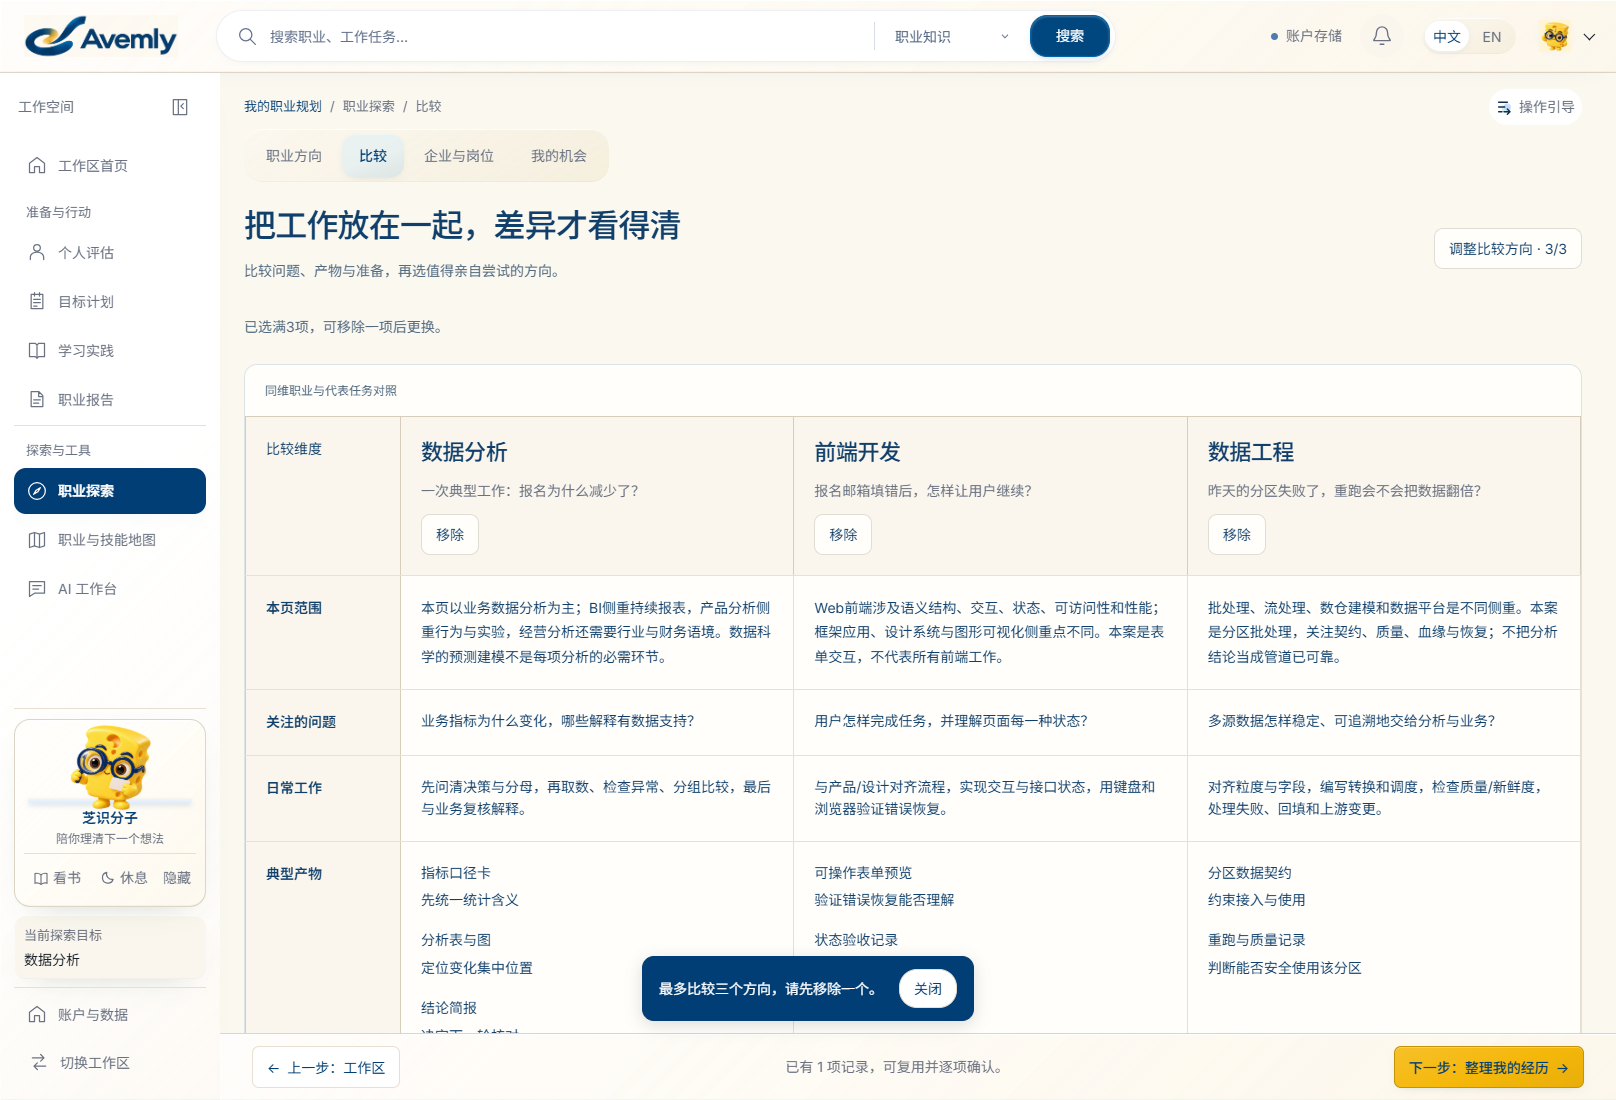 Avemly
搜索职业、工作任务...
职业知识
搜索
账户存储
中文
EN
工作空间
工作区首页
准备与行动
个人评估
目标计划
学习实践
职业报告
探索与工具
职业探索
职业与技能地图
AI 工作台
芝识分子
陪你理清下一个想法
看书
休息
隐藏
当前探索目标
数据分析
账户与数据
切换工作区
我的职业规划 / 职业探索 / 比较
操作引导
职业方向
比较
企业与岗位
我的机会
把工作放在一起，差异才看得清
比较问题、产物与准备，再选值得亲自尝试的方向。
调整比较方向 · 3/3
已选满3项，可移除一项后更换。
同维职业与代表任务对照
比较维度
数据分析
一次典型工作：报名为什么减少了？
移除
前端开发
报名邮箱填错后，怎样让用户继续？
移除
数据工程
昨天的分区失败了，重跑会不会把数据翻倍？
移除
本页范围
本页以业务数据分析为主；BI侧重持续报表，产品分析侧
重行为与实验，经营分析还需要行业与财务语境。数据科
学的预测建模不是每项分析的必需环节。
Web前端涉及语义结构、交互、状态、可访问性和性能；
框架应用、设计系统与图形可视化侧重点不同。本案是表
单交互，不代表所有前端工作。
批处理、流处理、数仓建模和数据平台是不同侧重。本案
是分区批处理，关注契约、质量、血缘与恢复；不把分析
结论当成管道已可靠。
关注的问题
业务指标为什么变化，哪些解释有数据支持？
用户怎样完成任务，并理解页面每一种状态？
多源数据怎样稳定、可追溯地交给分析与业务？
日常工作
先问清决策与分母，再取数、检查异常、分组比较，最后
与业务复核解释。
与产品/设计对齐流程，实现交互与接口状态，用键盘和
浏览器验证错误恢复。
对齐粒度与字段，编写转换和调度，检查质量/新鲜度，
处理失败、回填和上游变更。
典型产物
指标口径卡
先统一统计含义
分析表与图
定位变化集中位置
结论简报
可操作表单预览
验证错误恢复能否理解
状态验收记录
分区数据契约
约束接入与使用
重跑与质量记录
判断能否安全使用该分区
最多比较三个方向，请先移除一个。
关闭
← 上一步：工作区
已有 1 项记录，可复用并逐项确认。
下一步：整理我的经历 →